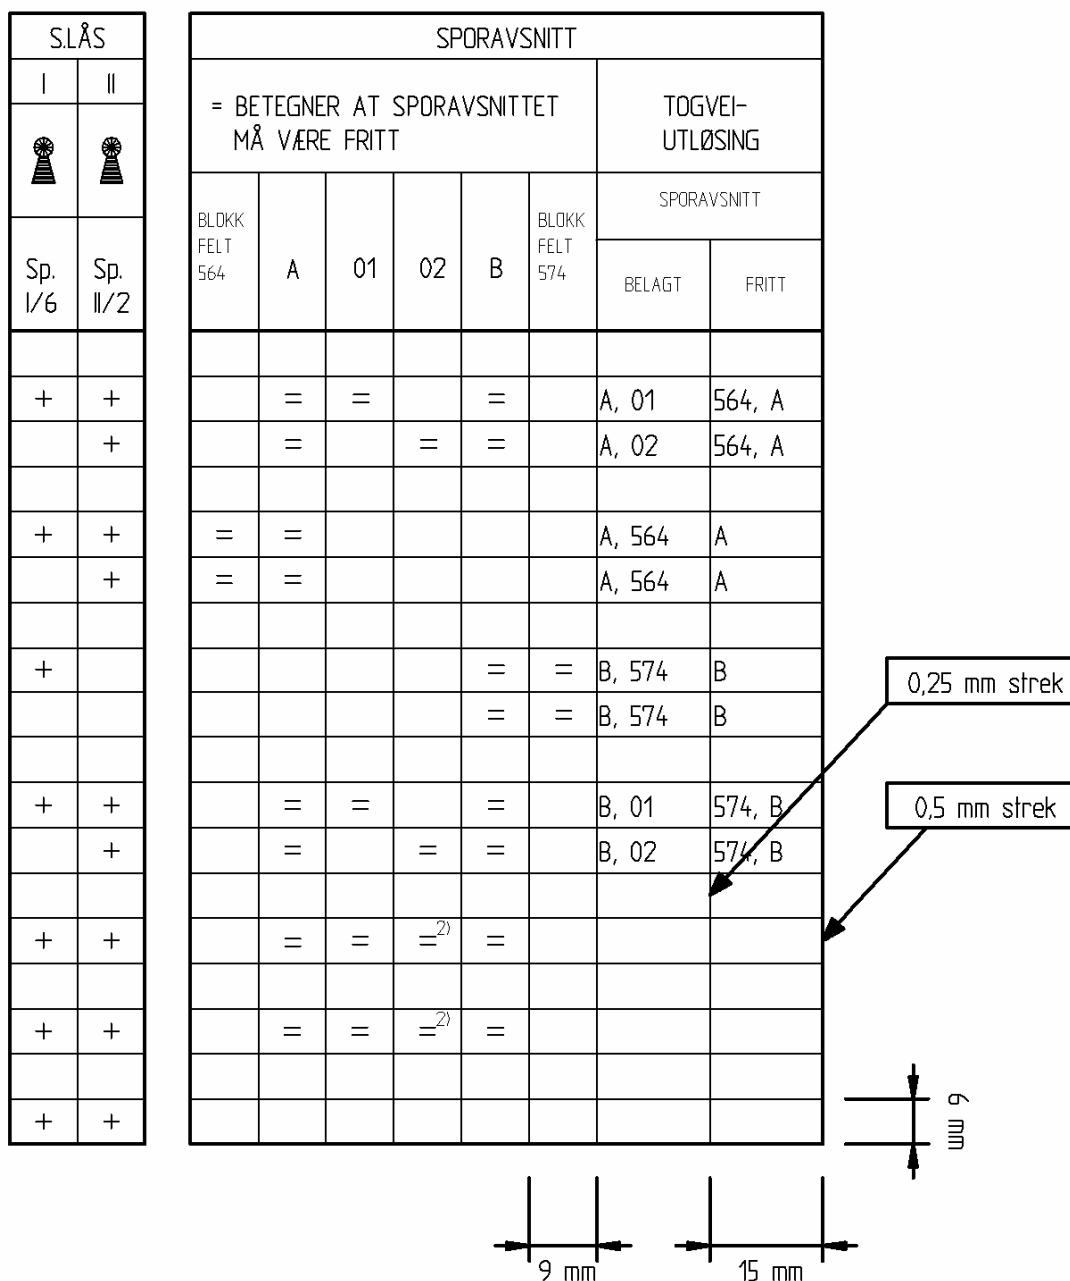 S.LÅS
SPORAVSNITT
I II
= BETEGNER AT SPORAVSNITTET
MÅ VÆRE FRITT
TOGVEI-
UTLØSING
SPORAVSNITT
Sp.
I/6
Sp.
II/2
BLOKK
FELT
564
A 01 02 B
BLOKK
FELT
574
BELAGT FRITT
+ + = = = A, 01 564, A
+ = = = A, 02 564, A
+ + = = A, 564 A
+ = = A, 564 A
+ = = B, 574 B
= = B, 574 B
+ + = = = B, 01 574, B
+ = = = B, 02 574, B
+ + = = =2) =
+ + = = =2) =
+ +
0,25 mm strek
0,5 mm strek
6 mm
9 mm
15 mm